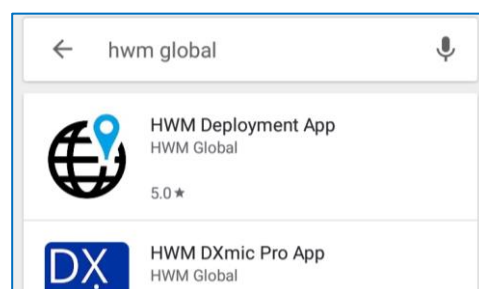 hwm global
HWM Deployment App
HWM Global
5.0★
HWM DXmic Pro App
HWM Global
DX